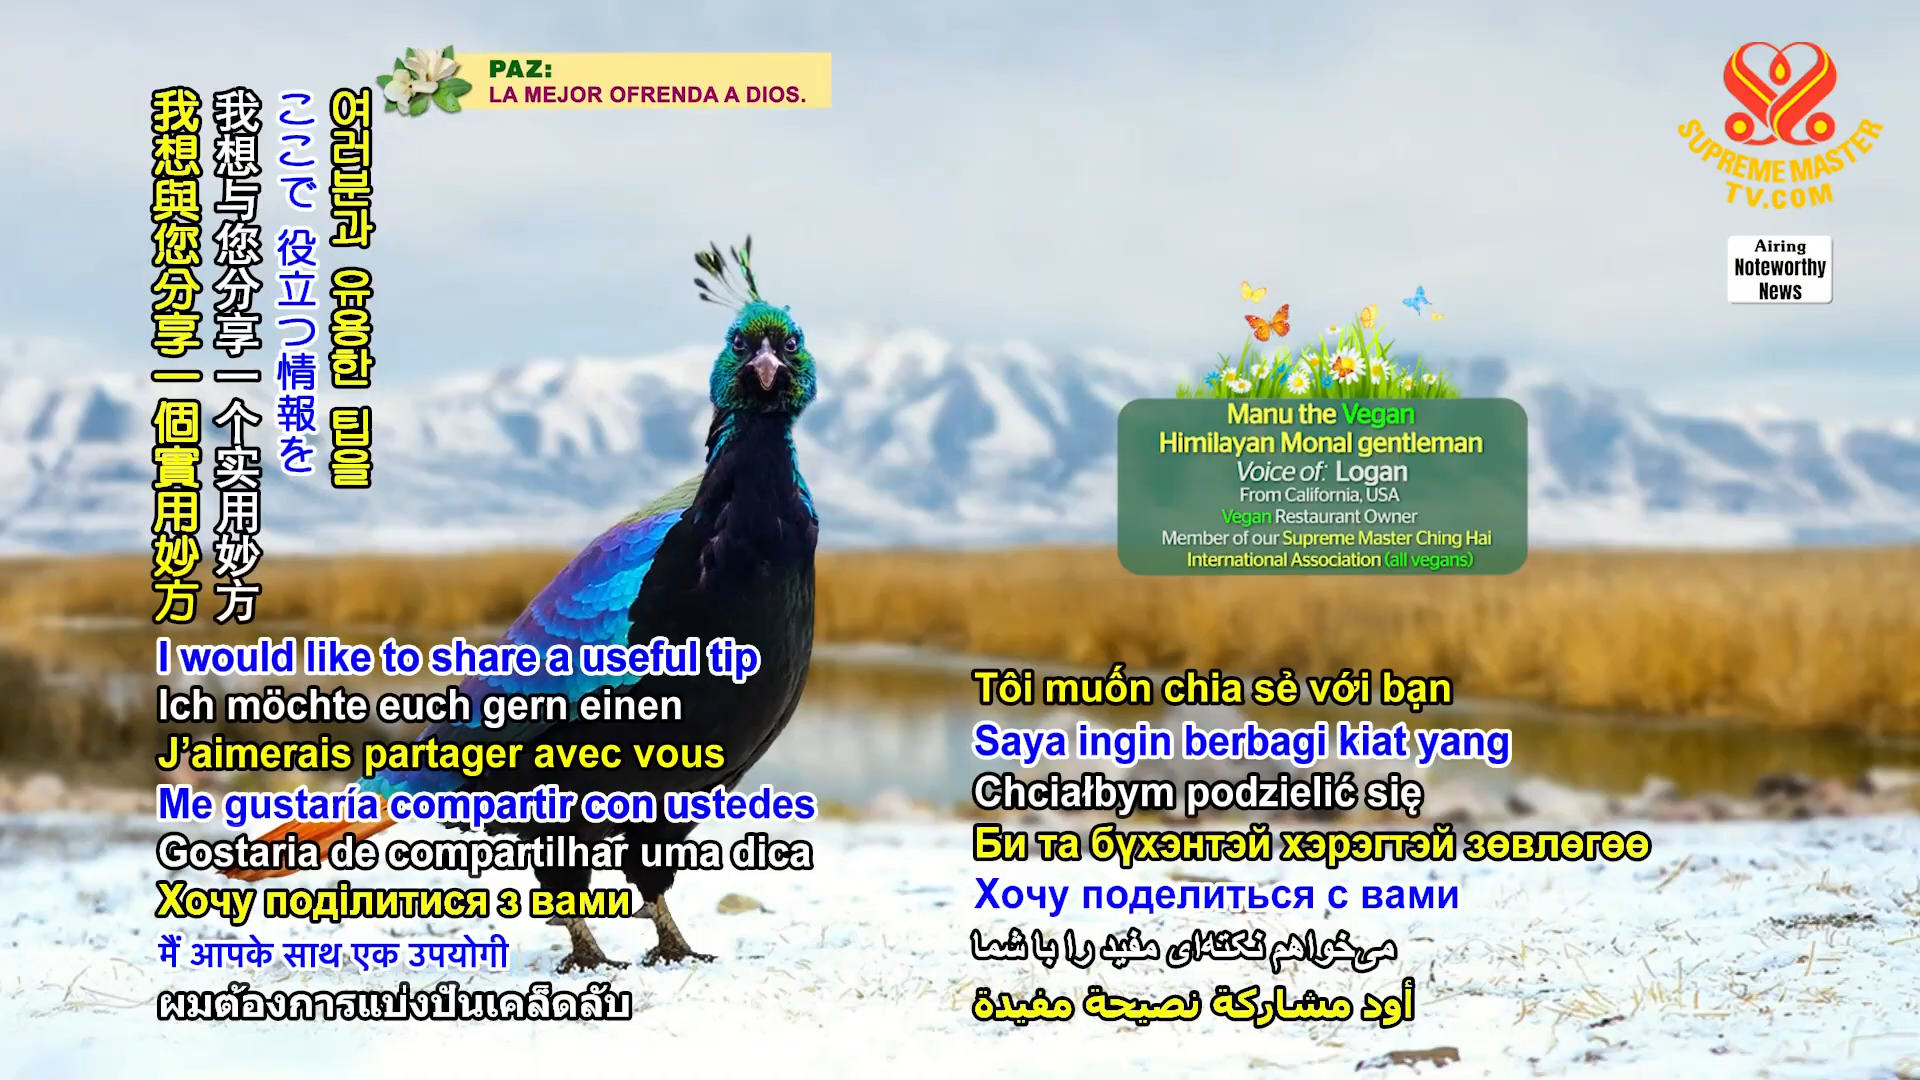 PAZ:
LA MEJOR OFRENDA A DIOS.
SUPREME MASTER
TV.COM
Airing
Noteworthy
News
我想與您分享一個實用妙方
我想与您分享一个实用妙方
ここで 役立つ情報を
여러분과 유용한 팁을
Manu the Vegan
Himilayan Monal gentleman
Voice of: Logan
From California, USA
Vegan Restaurant Owner
Member of our Supreme Master Ching Hai
International Association (all vegans)
I would like to share a useful tip
Ich möchte euch gern einen
J’aimerais partager avec vous
Me gustaría compartir con ustedes
Gostaria de compartilhar uma dica
Хочу поділитися з вами
मैं आपके साथ एक उपयोगी
ผมต้องการแบ่งปันเคล็ดลับ
Tôi muốn chia sẻ với bạn
Saya ingin berbagi kiat yang
Chciałbym podzielić się
Би та бүхэнтэй хэрэгтэй зөвлөгөө
Хочу поделиться с вами
می‌خواهم نکته‌ای مفید را با شما
أود مشاركة نصيحة مفيدة